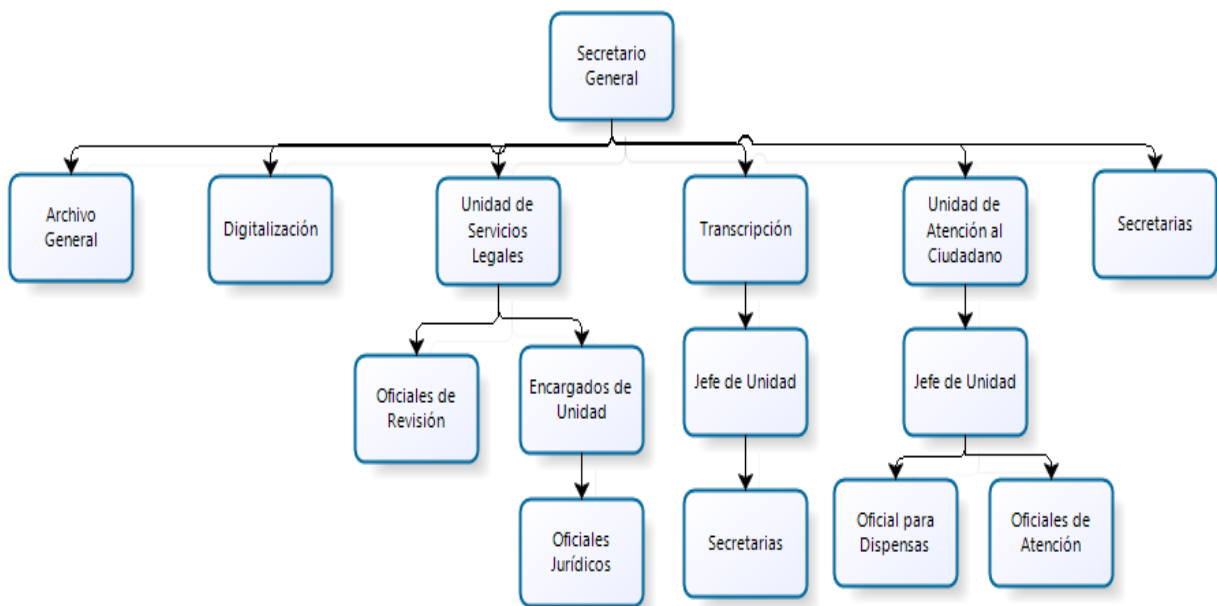 Secretario
General
Archivo
General
Digitalización
Unidad de
Servicios
Legales
Transcripción
Unidad de
Atención al
Ciudadano
Secretarias
Oficiales de
Revisión
Encargados de
Unidad
Jefe de Unidad
Jefe de Unidad
Oficiales
Jurídicos
Secretarias
Oficial para
Dispensas
Oficiales de
Atención